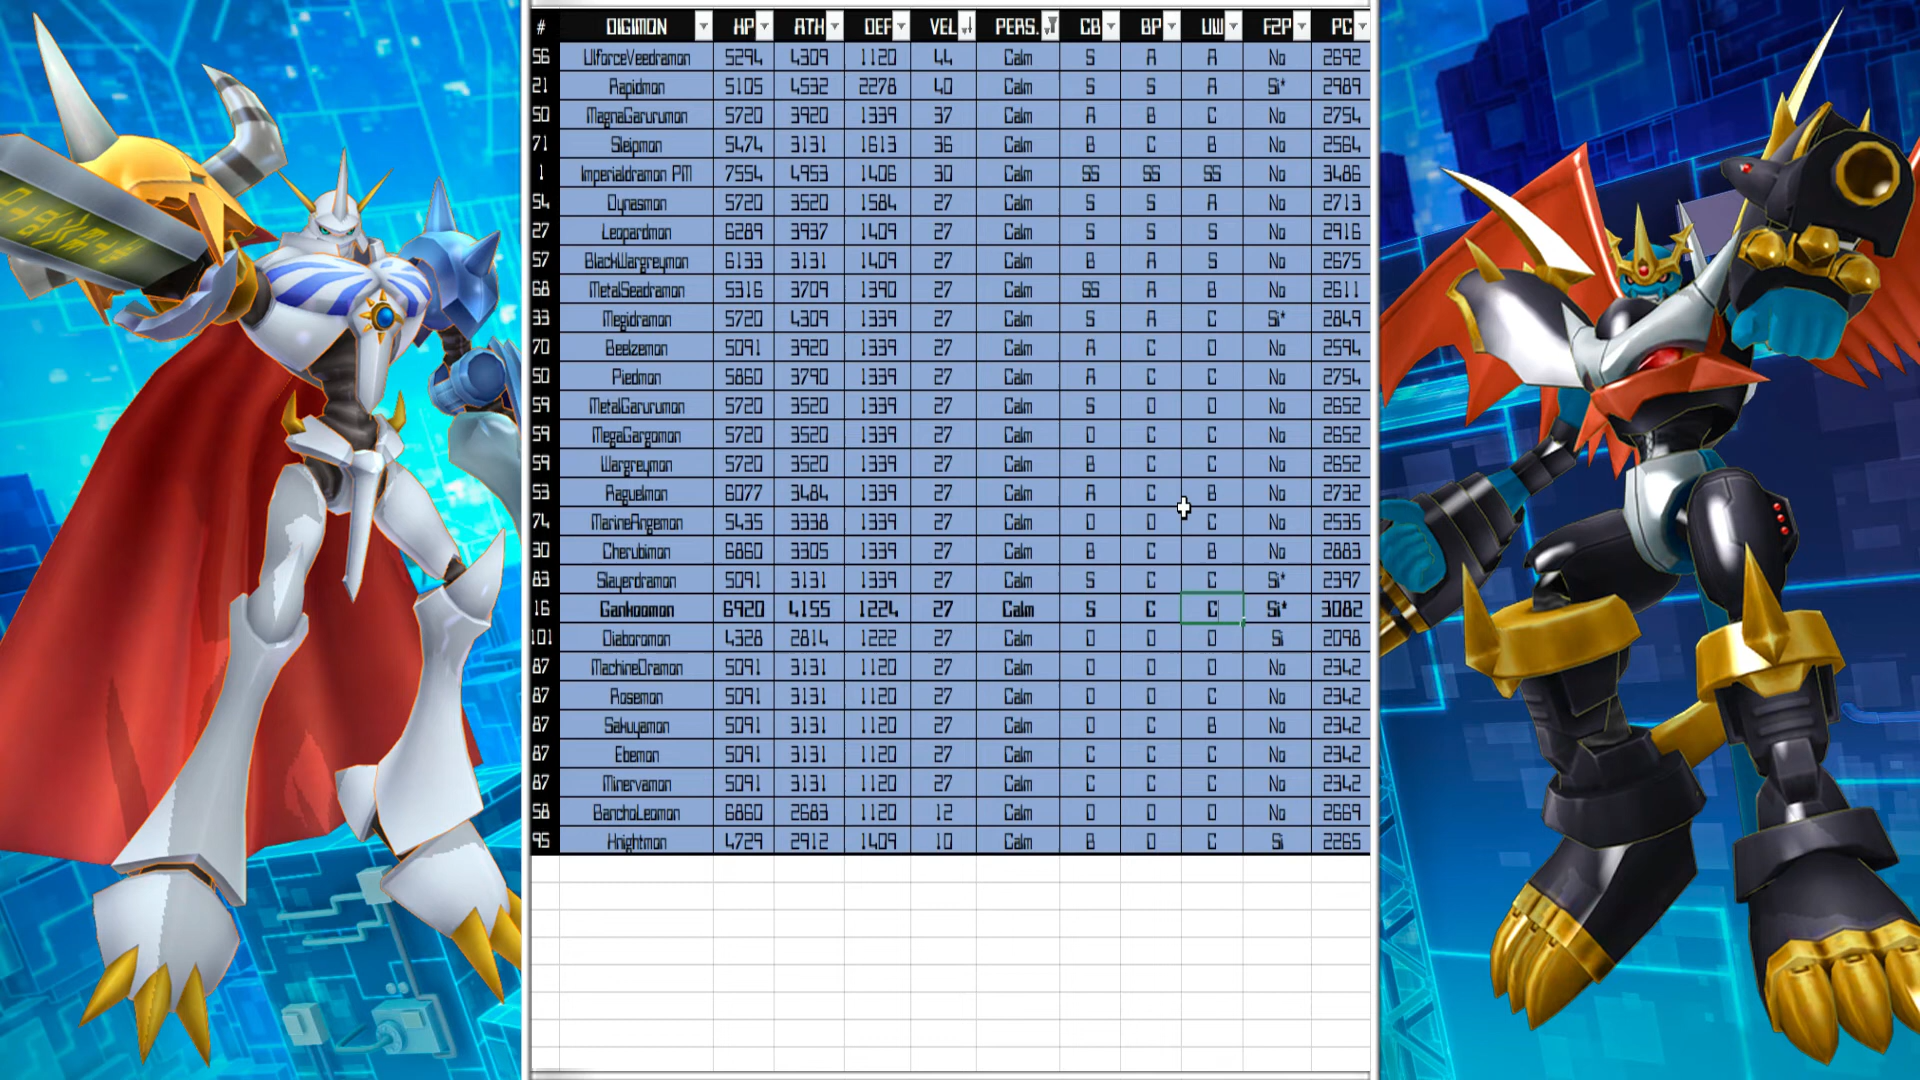 # DIGIMON HP ATK DEF VEL PERS. CB BP UW F2P PC
56 UlforceVeedramon 5294 4309 1120 44 Calm S A A No 2692
21 Rapidmon 5105 4532 2278 40 Calm S S A Si* 2989
50 MagnaGarurumon 5720 3920 1339 37 Calm A B C No 2754
71 Sleipmon 5474 3131 1613 36 Calm B C B No 2564
1 Imperialdramon PM 7554 4953 1406 30 Calm SS SS SS No 3486
54 Dynasmon 5720 3520 1584 27 Calm S S A No 2713
27 Leopardmon 6289 3937 1409 27 Calm S S S No 2916
57 BlackWargreymon 6133 3131 1409 27 Calm B A S No 2675
68 MetalSeadramon 5316 3709 1390 27 Calm SS A B No 2611
33 Megidramon 5720 4309 1339 27 Calm S A C Si* 2849
70 Beelzemon 5091 3920 1339 27 Calm A C D No 2594
50 Piedmon 5860 3790 1339 27 Calm A C C No 2754
59 MetalGarurumon 5720 3520 1339 27 Calm S D D No 2652
59 MegaGargomon 5720 3520 1339 27 Calm D C C No 2652
59 Wargreymon 5720 3520 1339 27 Calm B C C No 2652
53 Raguelmon 6077 3484 1339 27 Calm A C B No 2732
74 MarineAngemon 5435 3338 1339 27 Calm D D C No 2535
30 Cherubimon 6860 3305 1339 27 Calm B C B No 2883
83 Slayerdramon 5091 3131 1339 27 Calm S C C Si* 2397
16 Gankoomon 6920 4155 1224 27 Calm S C C Si* 3082
101 Diaboromon 4328 2814 1222 27 Calm D D D Si 2098
87 MachineDramon 5091 3131 1120 27 Calm D D D No 2342
87 Rosemon 5091 3131 1120 27 Calm D D C No 2342
87 Sakuyamon 5091 3131 1120 27 Calm D C B No 2342
87 Ebemon 5091 3131 1120 27 Calm C C C No 2342
87 Minervamon 5091 3131 1120 27 Calm C C C No 2342
58 BanchoLeomon 6860 2683 1120 12 Calm D D D No 2669
95 Knightmon 4729 2912 1409 10 Calm B D C Si 2265